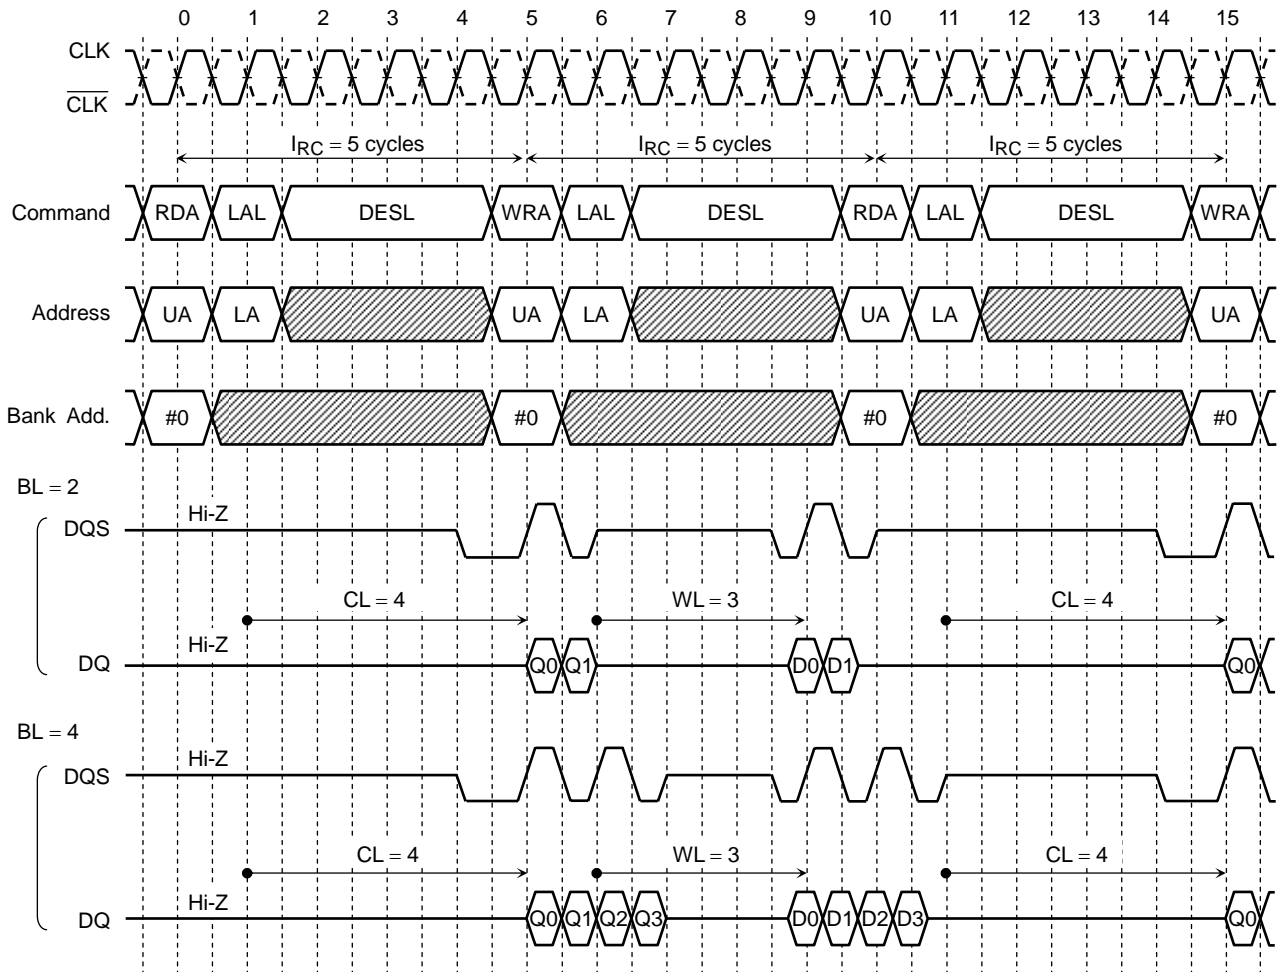 0 1 2 3 4 5 6 7 8 9 10 11 12 13 14 15
CLK
CLK
IRC = 5 cycles IRC = 5 cycles IRC = 5 cycles
Command RDA LAL DESL WRA LAL DESL RDA LAL DESL WRA
Address UA LA UA LA UA LA UA
Bank Add. #0 #0 #0 #0
BL = 2
Hi-Z
DQS
CL = 4 WL = 3 CL = 4
Hi-Z
DQ Q0 Q1 D0 D1 Q0
BL = 4
Hi-Z
DQS
CL = 4 WL = 3 CL = 4
Hi-Z
DQ Q0 Q1 Q2 Q3 D0 D1 D2 D3 Q0